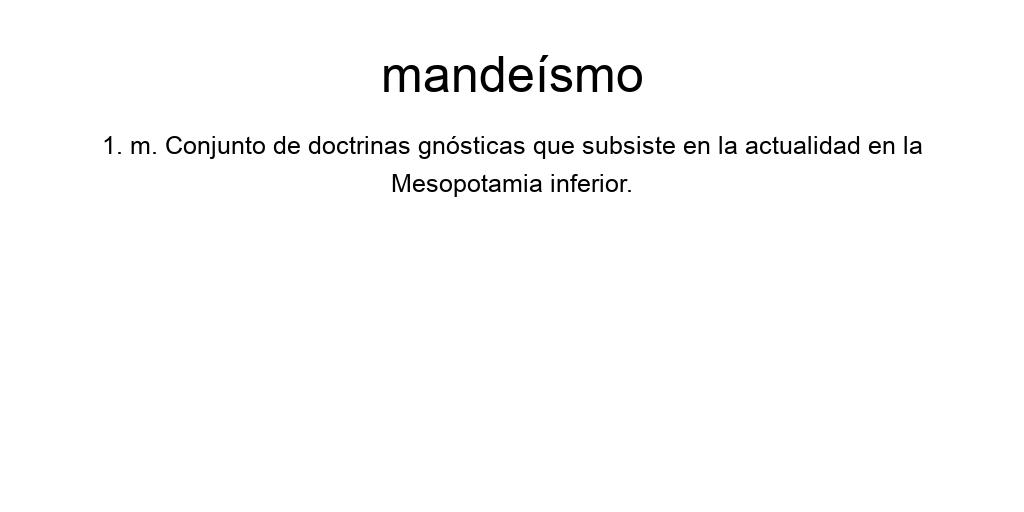 mandeísmo
1. m. Conjunto de doctrinas gnósticas que subsiste en la actualidad en la
Mesopotamia inferior.